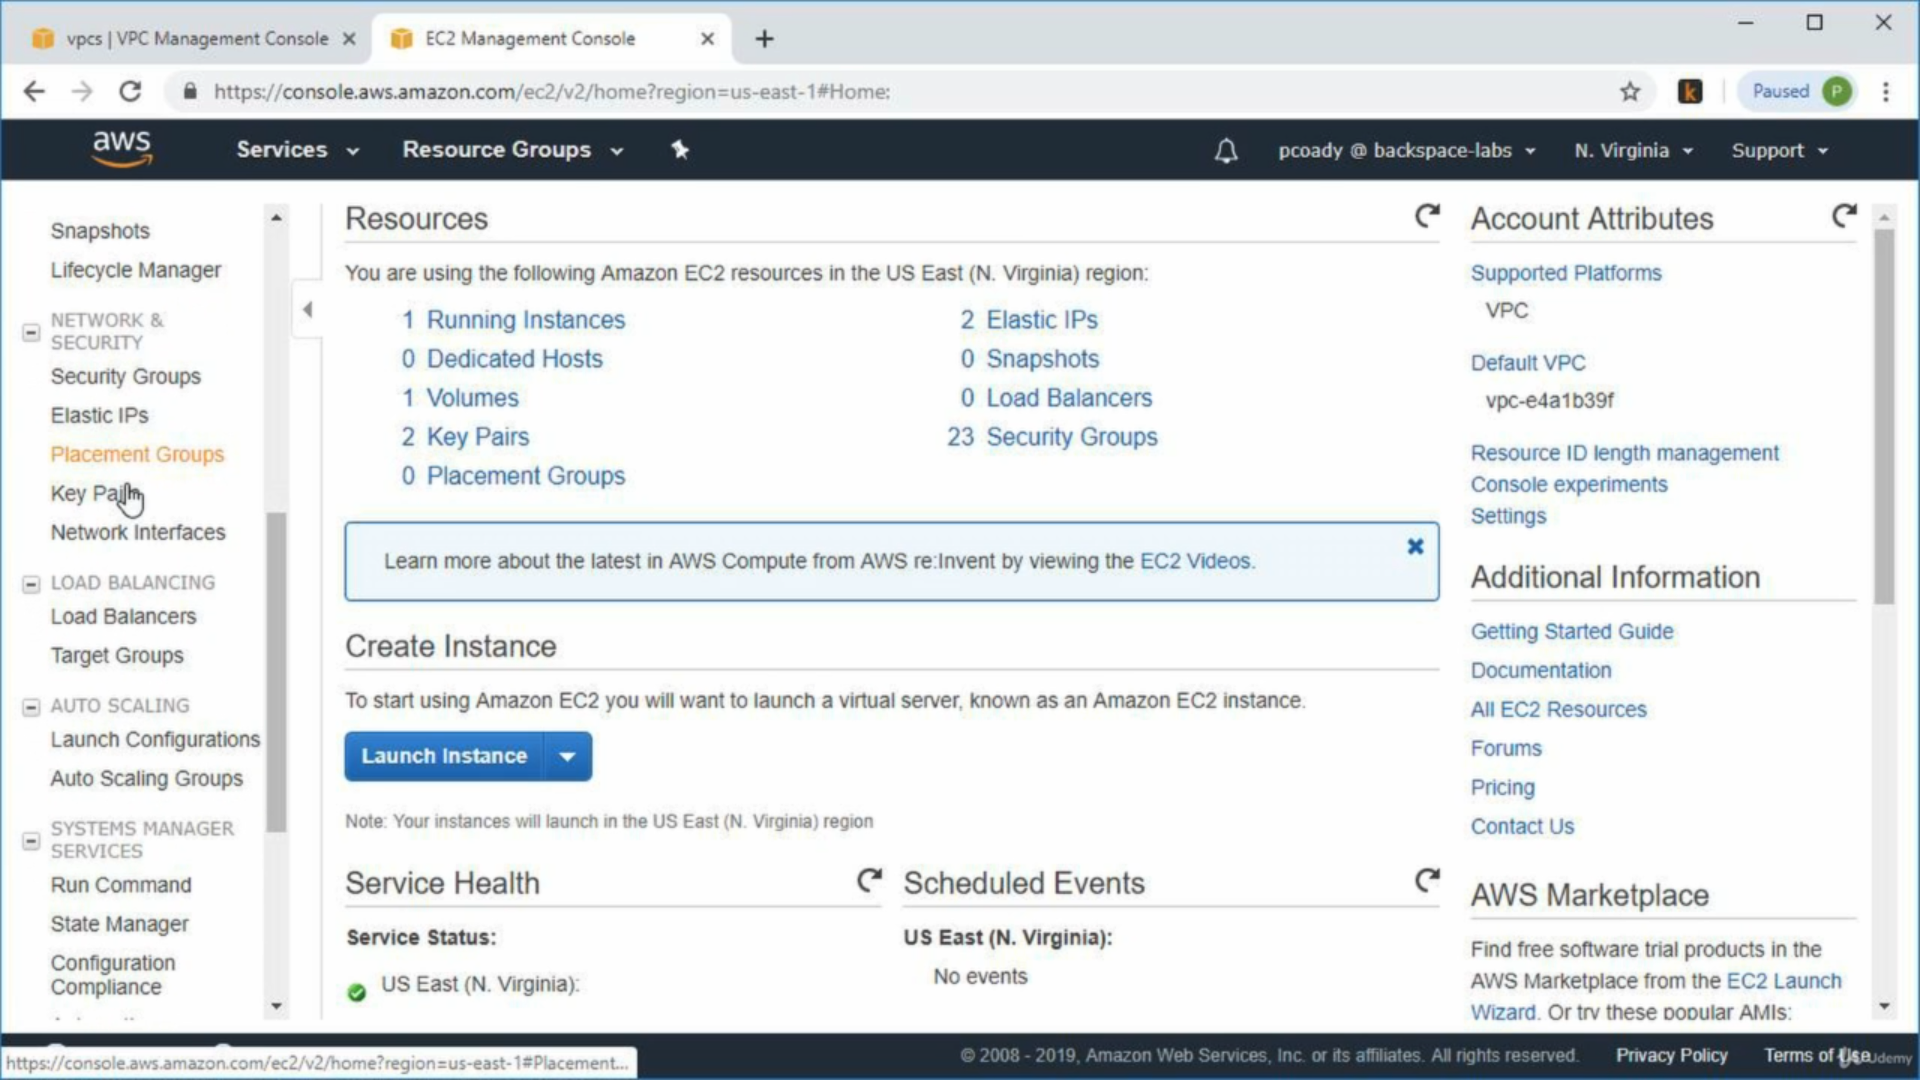 vpcs | VPC Management Console
EC2 Management Console
https://console.aws.amazon.com/ec2/v2/home?region=us-east-1#Home:
k
Paused
P
aws
Services
Resource Groups
pcoady @ backspace-labs
N. Virginia
Support
Snapshots
Lifecycle Manager
NETWORK &
SECURITY
Security Groups
Elastic IPs
Placement Groups
Key Pairs
Network Interfaces
LOAD BALANCING
Load Balancers
Target Groups
AUTO SCALING
Launch Configurations
Auto Scaling Groups
SYSTEMS MANAGER
SERVICES
Run Command
State Manager
Configuration
Compliance
Resources
You are using the following Amazon EC2 resources in the US East (N. Virginia) region:
1 Running Instances
2 Elastic IPs
0 Dedicated Hosts
0 Snapshots
1 Volumes
0 Load Balancers
2 Key Pairs
23 Security Groups
0 Placement Groups
Learn more about the latest in AWS Compute from AWS re:Invent by viewing the EC2 Videos.
Create Instance
To start using Amazon EC2 you will want to launch a virtual server, known as an Amazon EC2 instance.
Launch Instance
Note: Your instances will launch in the US East (N. Virginia) region
Service Health
Service Status:
US East (N. Virginia):
Scheduled Events
US East (N. Virginia):
No events
Account Attributes
Supported Platforms
VPC
Default VPC
vpc-e4a1b39f
Resource ID length management
Console experiments
Settings
Additional Information
Getting Started Guide
Documentation
All EC2 Resources
Forums
Pricing
Contact Us
AWS Marketplace
Find free software trial products in the
AWS Marketplace from the EC2 Launch
Wizard. Or try these popular AMIs:
https://console.aws.amazon.com/ec2/v2/home?region=us-east-1#Placement...
© 2008 - 2019, Amazon Web Services, Inc. or its affiliates. All rights reserved.
Privacy Policy
Terms of Use
Udemy